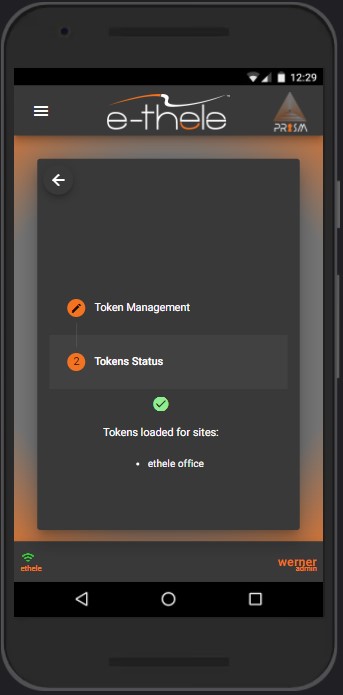 12:29
e-thele
PRISM
Token Management
2
Tokens Status
Tokens loaded for sites:
• ethele office
ethele
werner
admin